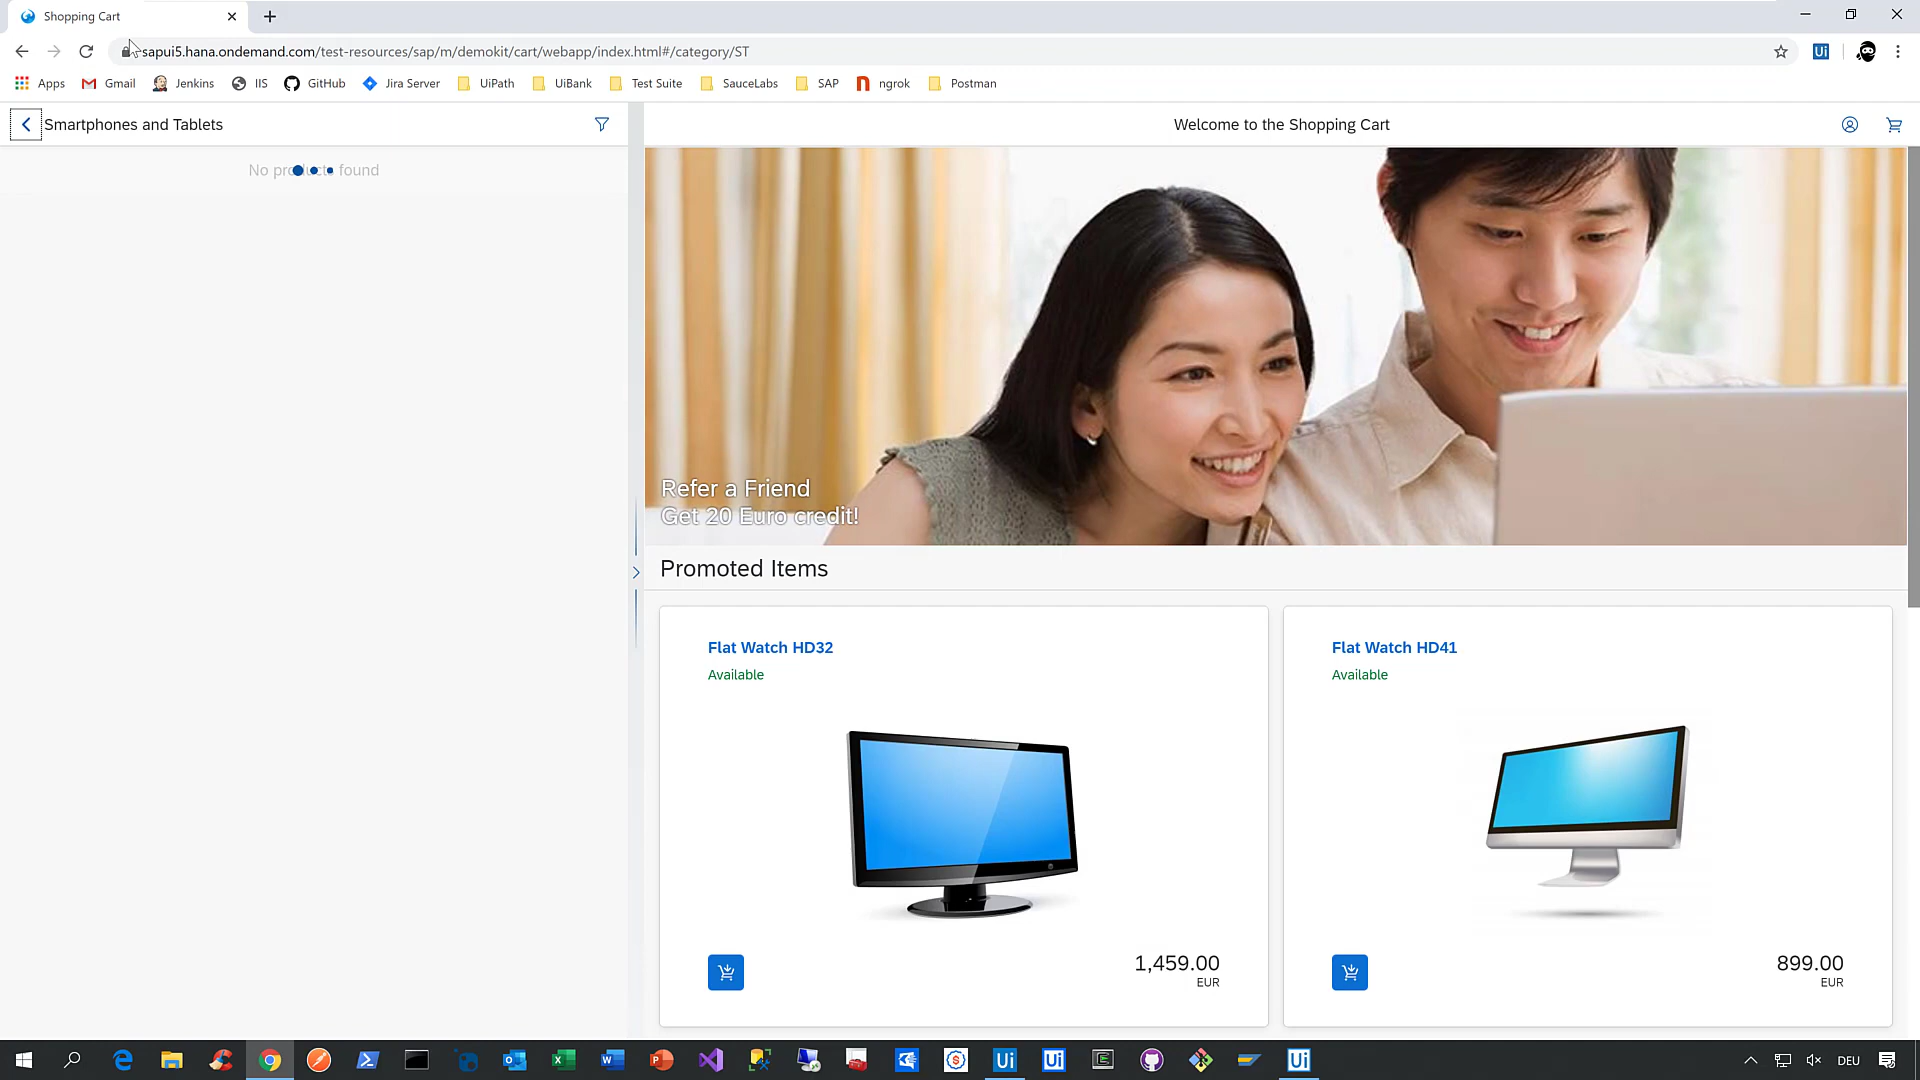 Shopping Cart
sapui5.hana.ondemand.com/test-resources/sap/m/demokit/cart/webapp/index.html#/category/ST
Apps Gmail Jenkins IIS GitHub Jira Server UiPath UiBank Test Suite SauceLabs SAP ngrok Postman
Smartphones and Tablets
Welcome to the Shopping Cart
No products found
Refer a Friend
Get 20 Euro credit!
Promoted Items
Flat Watch HD32
Available
1,459.00
EUR
Flat Watch HD41
Available
899.00
EUR
DEU